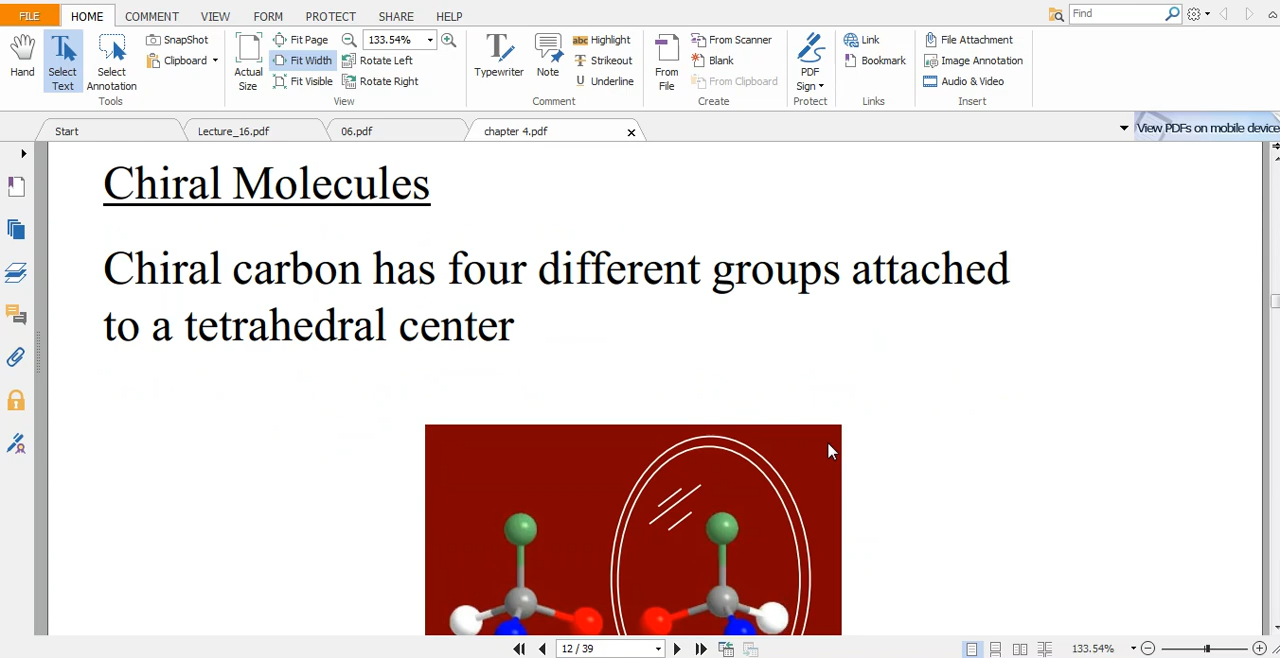 FILE HOME COMMENT VIEW FORM PROTECT SHARE HELP Find
SnapShot Fit Page 133.54% Highlight From Scanner Link File Attachment
Hand Select Text Select Annotation Clipboard Actual Size Fit Width Rotate Left Typewriter Note Strikeout From File Blank PDF Sign Bookmark Image Annotation
Fit Visible Rotate Right Underline From Clipboard Audio & Video
Tools View Comment Create Protect Links Insert
Start Lecture_16.pdf 06.pdf chapter 4.pdf View PDFs on mobile device
Chiral Molecules
Chiral carbon has four different groups attached
to a tetrahedral center
12 / 39 133.54%